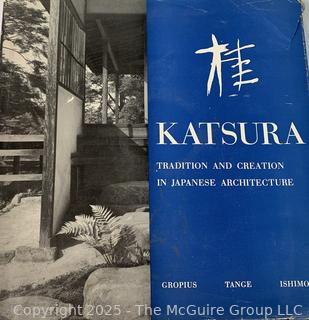 桂
KATSURA
TRADITION AND CREATION
IN JAPANESE ARCHITECTURE
GROPIUS TANGE ISHIMO
Copyright 2025 - The McGuire Group LLC